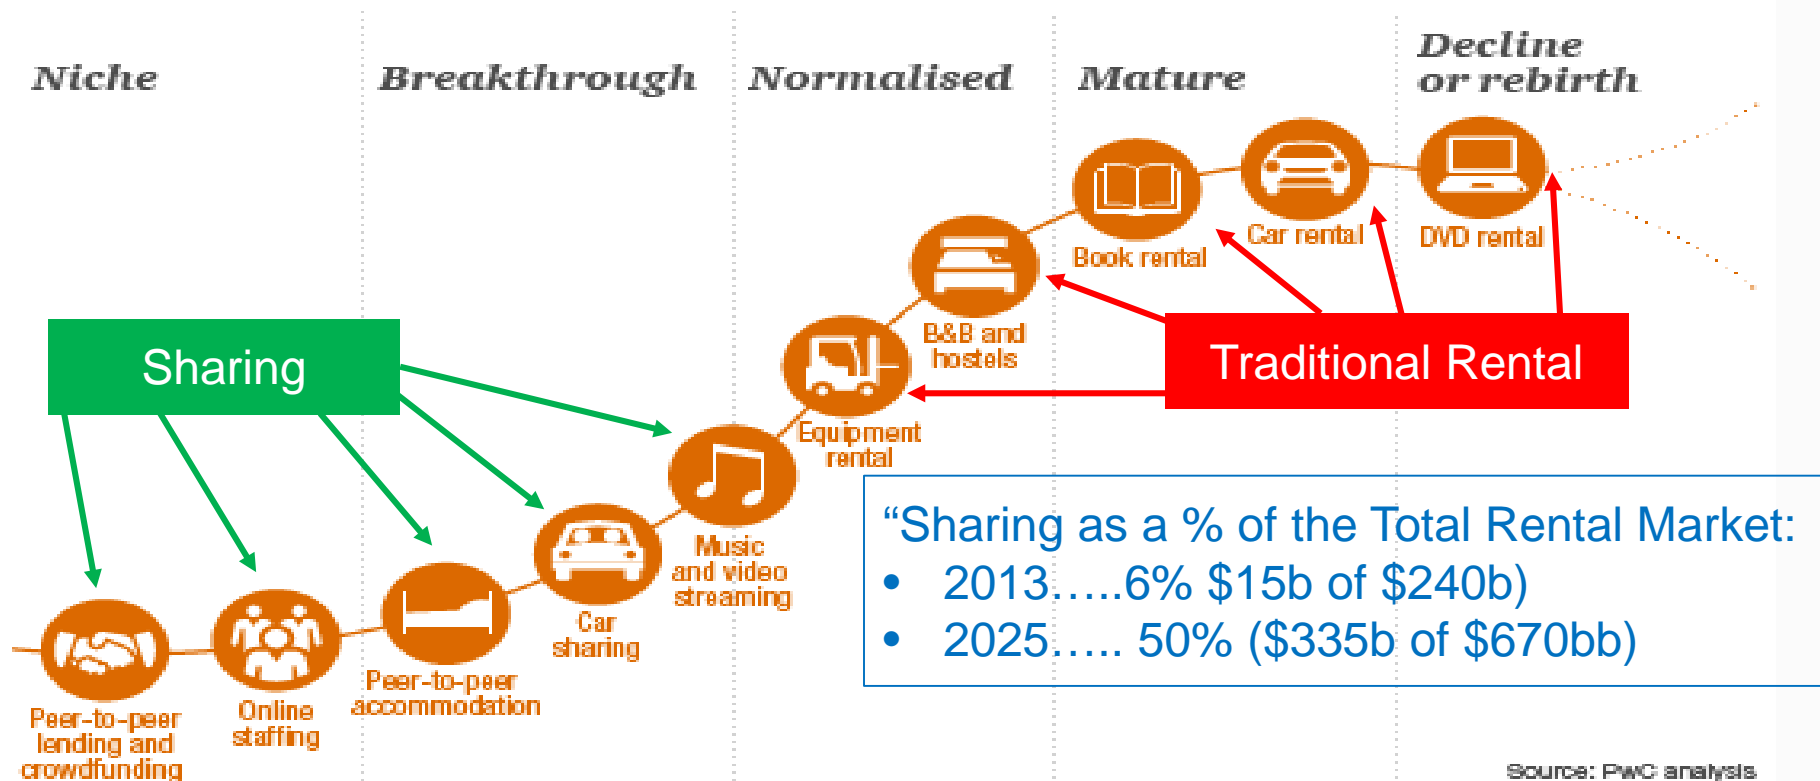 Niche
Breakthrough
Normalised
Mature
Decline
or rebirth
Book rental
Car rental
DVD rental
B&B and
hostels
Sharing
Traditional Rental
Equipment
rental
“Sharing as a % of the Total Rental Market:
• 2013…..6% $15b of $240b)
• 2025….. 50% ($335b of $670bb)
Music
and video
streaming
Car
sharing
Peer-to-peer
accommodation
Online
staffing
Peer-to-peer
lending and
crowdfunding
Source: PwC analysis